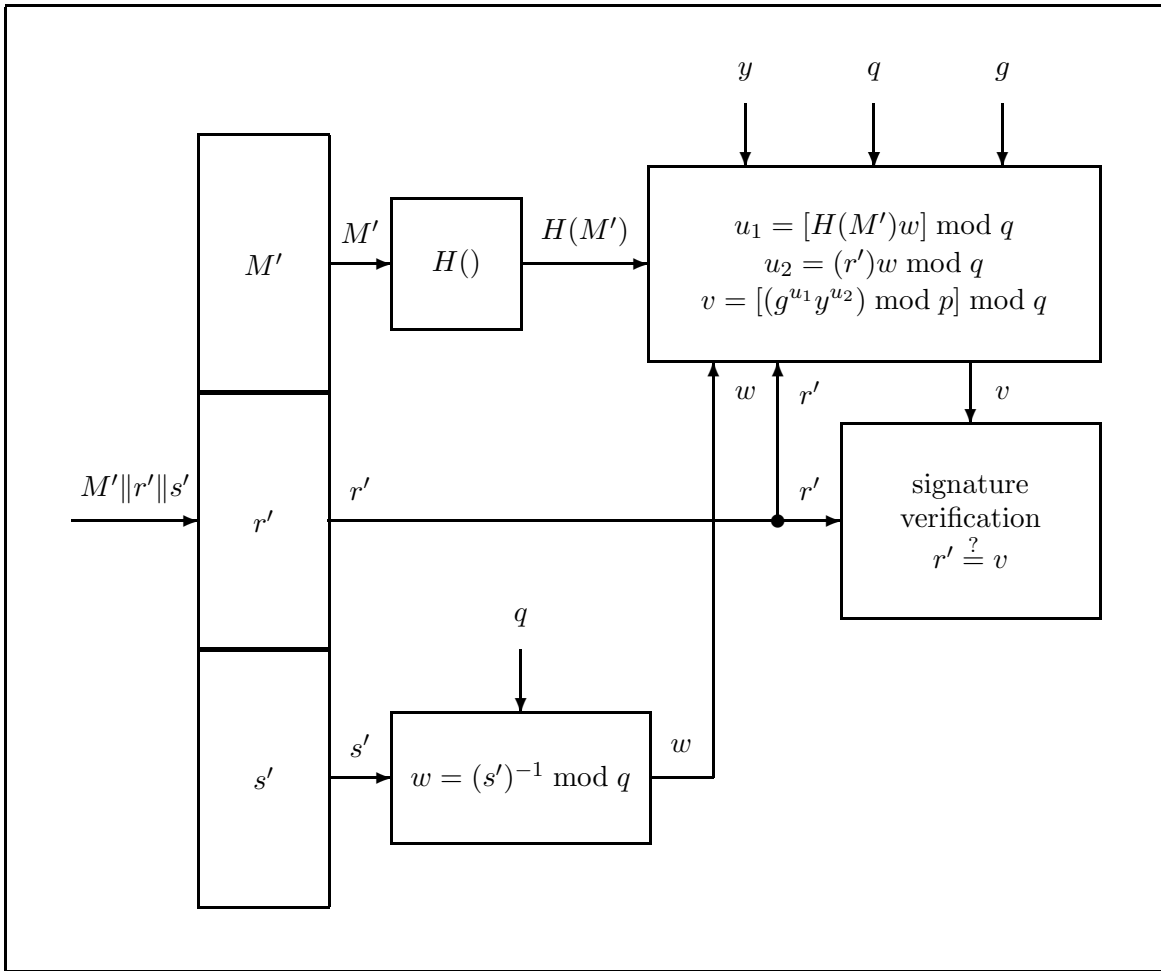 y q g
M′ H(M′)
M′ H()
u₁ = [H(M′)w] mod q
u₂ = (r′)w mod q
v = [(g^{u₁}y^{u₂}) mod p] mod q
w r′ v
M′‖r′‖s′ r′ r′
r′
signature
verification
r′ ≟ v
q
s′ w
s′ w = (s′)⁻¹ mod q